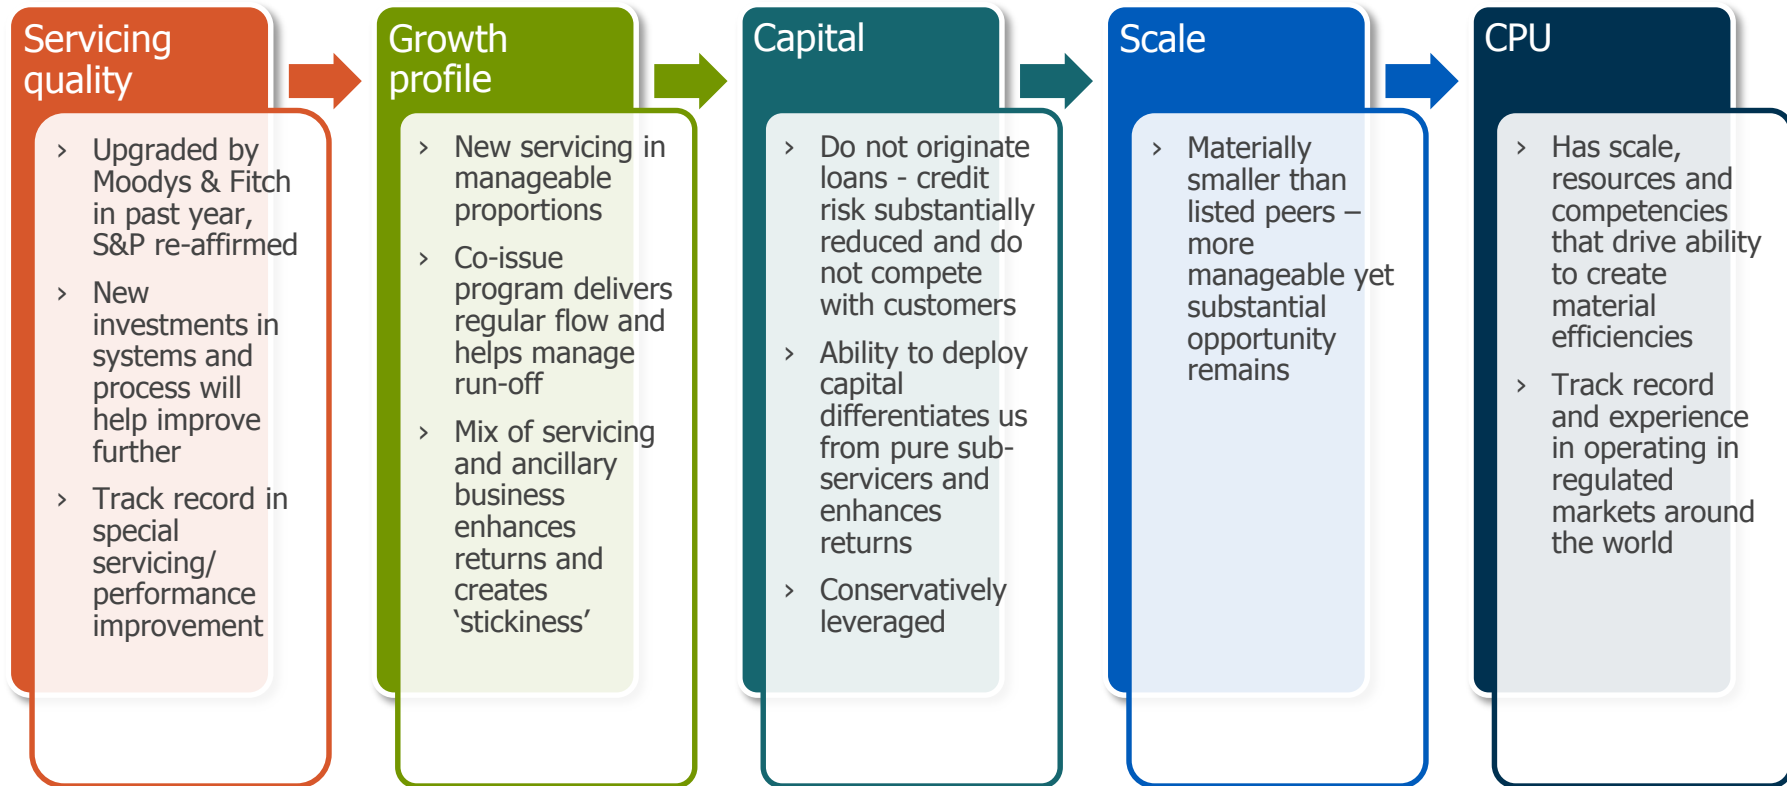 Servicing
quality
› Upgraded by
Moodys & Fitch
in past year,
S&P re-affirmed
› New
investments in
systems and
process will
help improve
further
› Track record in
special
servicing/
performance
improvement
Growth
profile
› New servicing in
manageable
proportions
› Co-issue
program delivers
regular flow and
helps manage
run-off
› Mix of servicing
and ancillary
business
enhances
returns and
creates
‘stickiness’
Capital
› Do not originate
loans - credit
risk substantially
reduced and do
not compete
with customers
› Ability to deploy
capital
differentiates us
from pure sub-
servicers and
enhances
returns
› Conservatively
leveraged
Scale
› Materially
smaller than
listed peers –
more
manageable yet
substantial
opportunity
remains
CPU
› Has scale,
resources and
competencies
that drive ability
to create
material
efficiencies
› Track record
and experience
in operating in
regulated
markets around
the world